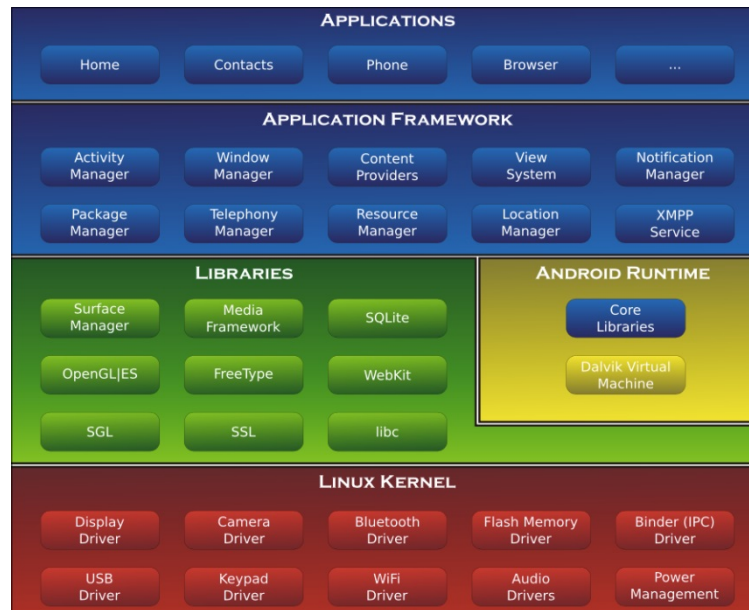 APPLICATIONS
Home
Contacts
Phone
Browser
...
APPLICATION FRAMEWORK
Activity
Manager
Window
Manager
Content
Providers
View
System
Notification
Manager
Package
Manager
Telephony
Manager
Resource
Manager
Location
Manager
XMPP
Service
LIBRARIES
Surface
Manager
Media
Framework
SQLite
OpenGL|ES
FreeType
WebKit
SGL
SSL
libc
ANDROID RUNTIME
Core
Libraries
Dalvik Virtual
Machine
LINUX KERNEL
Display
Driver
Camera
Driver
Bluetooth
Driver
Flash Memory
Driver
Binder (IPC)
Driver
USB
Driver
Keypad
Driver
WiFi
Driver
Audio
Drivers
Power
Management